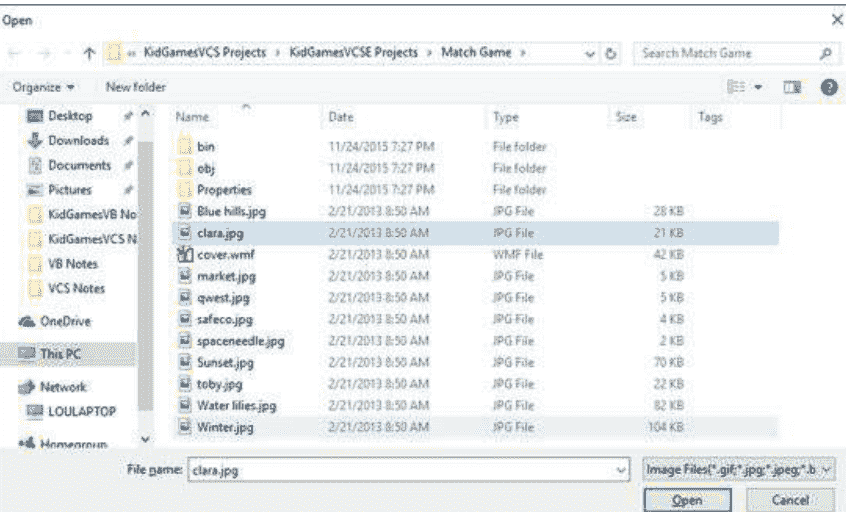 Open
« KidGamesVCS Projects › KidGamesVCSE Projects › Match Game ›
Search Match Game
Organize New folder
Desktop
Downloads
Documents
Pictures
KidGamesVB No
KidGamesVCS N
VB Notes
VCS Notes
OneDrive
This PC
Network
LOULAPTOP
Homegroup
Name Date Type Size Tags
bin 11/24/2015 7:27 PM File folder
obj 11/24/2015 7:27 PM File folder
Properties 11/24/2015 7:27 PM File folder
Blue hills.jpg 2/21/2013 8:50 AM JPG File 28 KB
clara.jpg 2/21/2013 8:50 AM JPG File 21 KB
cover.wmf 2/21/2013 8:50 AM WMF File 42 KB
market.jpg 2/21/2013 8:50 AM JPG File 5 KB
qwest.jpg 2/21/2013 8:50 AM JPG File 5 KB
safeco.jpg 2/21/2013 8:50 AM JPG File 4 KB
spaceneedle.jpg 2/21/2013 8:50 AM JPG File 2 KB
Sunset.jpg 2/21/2013 8:50 AM JPG File 70 KB
toby.jpg 2/21/2013 8:50 AM JPG File 22 KB
Water lilies.jpg 2/21/2013 8:50 AM JPG File 82 KB
Winter.jpg 2/21/2013 8:50 AM JPG File 104 KB
File name: clara.jpg
Image Files(*.gif;*.jpg;*.jpeg;*.b
Open Cancel